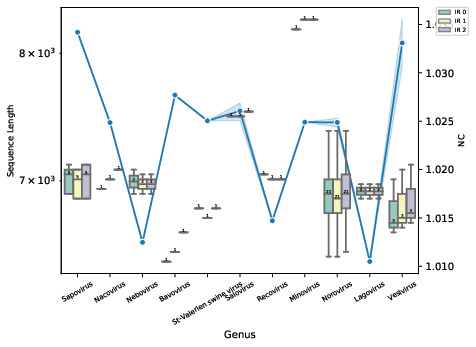 IR 0
IR 1
IR 2
8 × 10³
7 × 10³
Sequence Length
1.030
1.025
1.020
1.015
1.010
NC
Sapovirus
Nacovirus
Nebovirus
Bavovirus
St-Valerien swine virus
Salovirus
Recovirus
Minovirus
Norovirus
Lagovirus
Vesivirus
Genus